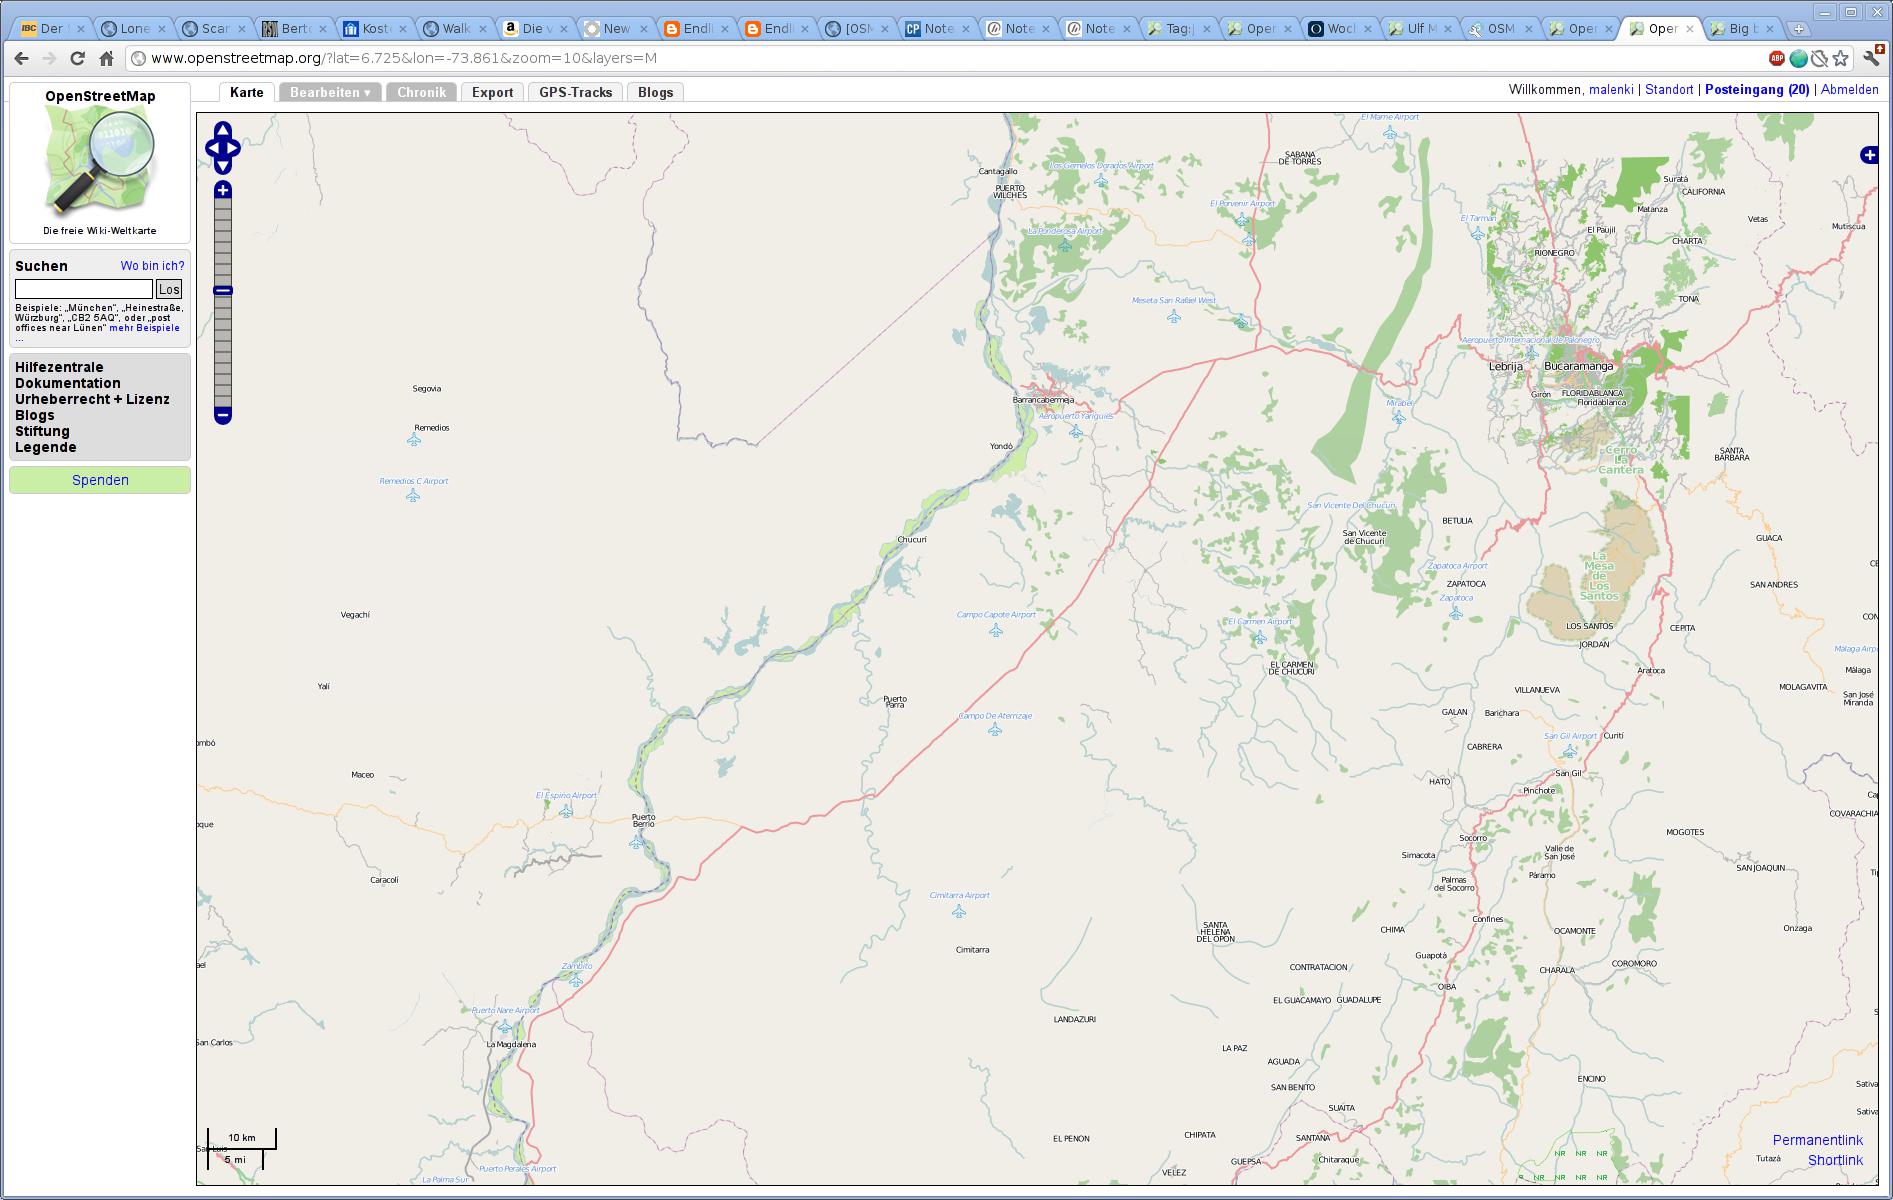 Der
Lone
Scar
Bert
Kost
Walk
Die v
New
Endl
Endl
[OSM
Note
Note
Note
Tag:
Oper
Woch
Ulf M
OSM
Oper
Oper
Big b
www.openstreetmap.org/?lat=6.725&lon=-73.861&zoom=10&layers=M
OpenStreetMap
Die freie Wiki-Weltkarte
Karte
Bearbeiten ▾
Chronik
Export
GPS-Tracks
Blogs
Willkommen, malenki | Standort | Posteingang (20) | Abmelden
Suchen
Wo bin ich?
Los
Beispiele: „München“, „Heinestraße,
Würzburg“, „CB2 5AQ“, oder „post
offices near Lünen“ mehr Beispiele
...
Hilfezentrale
Dokumentation
Urheberrecht + Lizenz
Blogs
Stiftung
Legende
Spenden
El Mame Airport
Cantagallo
PUERTO
WILCHES
Los Gemelos Dorados Airport
SABANA
DE TORRES
El Porvenir Airport
La Ponderosa Airport
El Tarman
Suratá
CALIFORNIA
Matanza
Vetas
Mutiscua
El Paujil
CHARTA
RIONEGRO
TONA
Meseta San Rafael West
Aeropuerto Internacional de Palonegro
Lebrija
Bucaramanga
Girón
FLORIDABLANCA
Floridablanca
Segovia
Remedios
Remedios C Airport
Barrancabermeja
Aeropuerto Yariguíes
Mirabel
Yondó
Cerro
La
Cantera
SANTA
BÁRBARA
San Vicente Del Chucuri
San Vicente
de Chucurí
BETULIA
Chucurí
GUACA
La
Mesa
de
Los
Santos
Zapatoca Airport
ZAPATOCA
Zapatoca
SAN ANDRES
Vegachí
Campo Capote Airport
El Carmen Airport
LOS SANTOS
CEPITA
JORDAN
EL CARMEN
DE CHUCURÍ
Aratoca
Málaga
Yalí
Puerto
Parra
VILLANUEVA
MOLAGAVITA
San José
Miranda
Campo De Aterrizaje
GALAN
Barichara
San Gil Airport
Curití
CABRERA
Maceo
HATO
San Gil
Pinchote
El Espino Airport
Puerto
Berrío
COVARACHIA
Socorro
MOGOTES
Simacota
Valle de
San José
SAN JOAQUIN
Caracolí
Palmas
del Socorro
Páramo
Cimitarra Airport
Confines
SANTA
HELENA
DEL OPON
CHIMA
OCAMONTE
Onzaga
Cimitarra
Guapotá
Zambito
CONTRATACION
CHARALA
COROMORO
OIBA
EL GUACAMAYO
GUADALUPE
Puerto Nare Airport
LANDAZURI
San Carlos
La Magdalena
LA PAZ
AGUADA
ENCINO
SAN BENITO
SUAITA
10 km
5 mi
EL PENON
CHIPATA
SANTANA
GUEPSA
Chitaraque
VELEZ
Puerto Perales Airport
La Palma Sur
NR NR NR
NR NR NR
Tutazá
Permanentlink
Shortlink